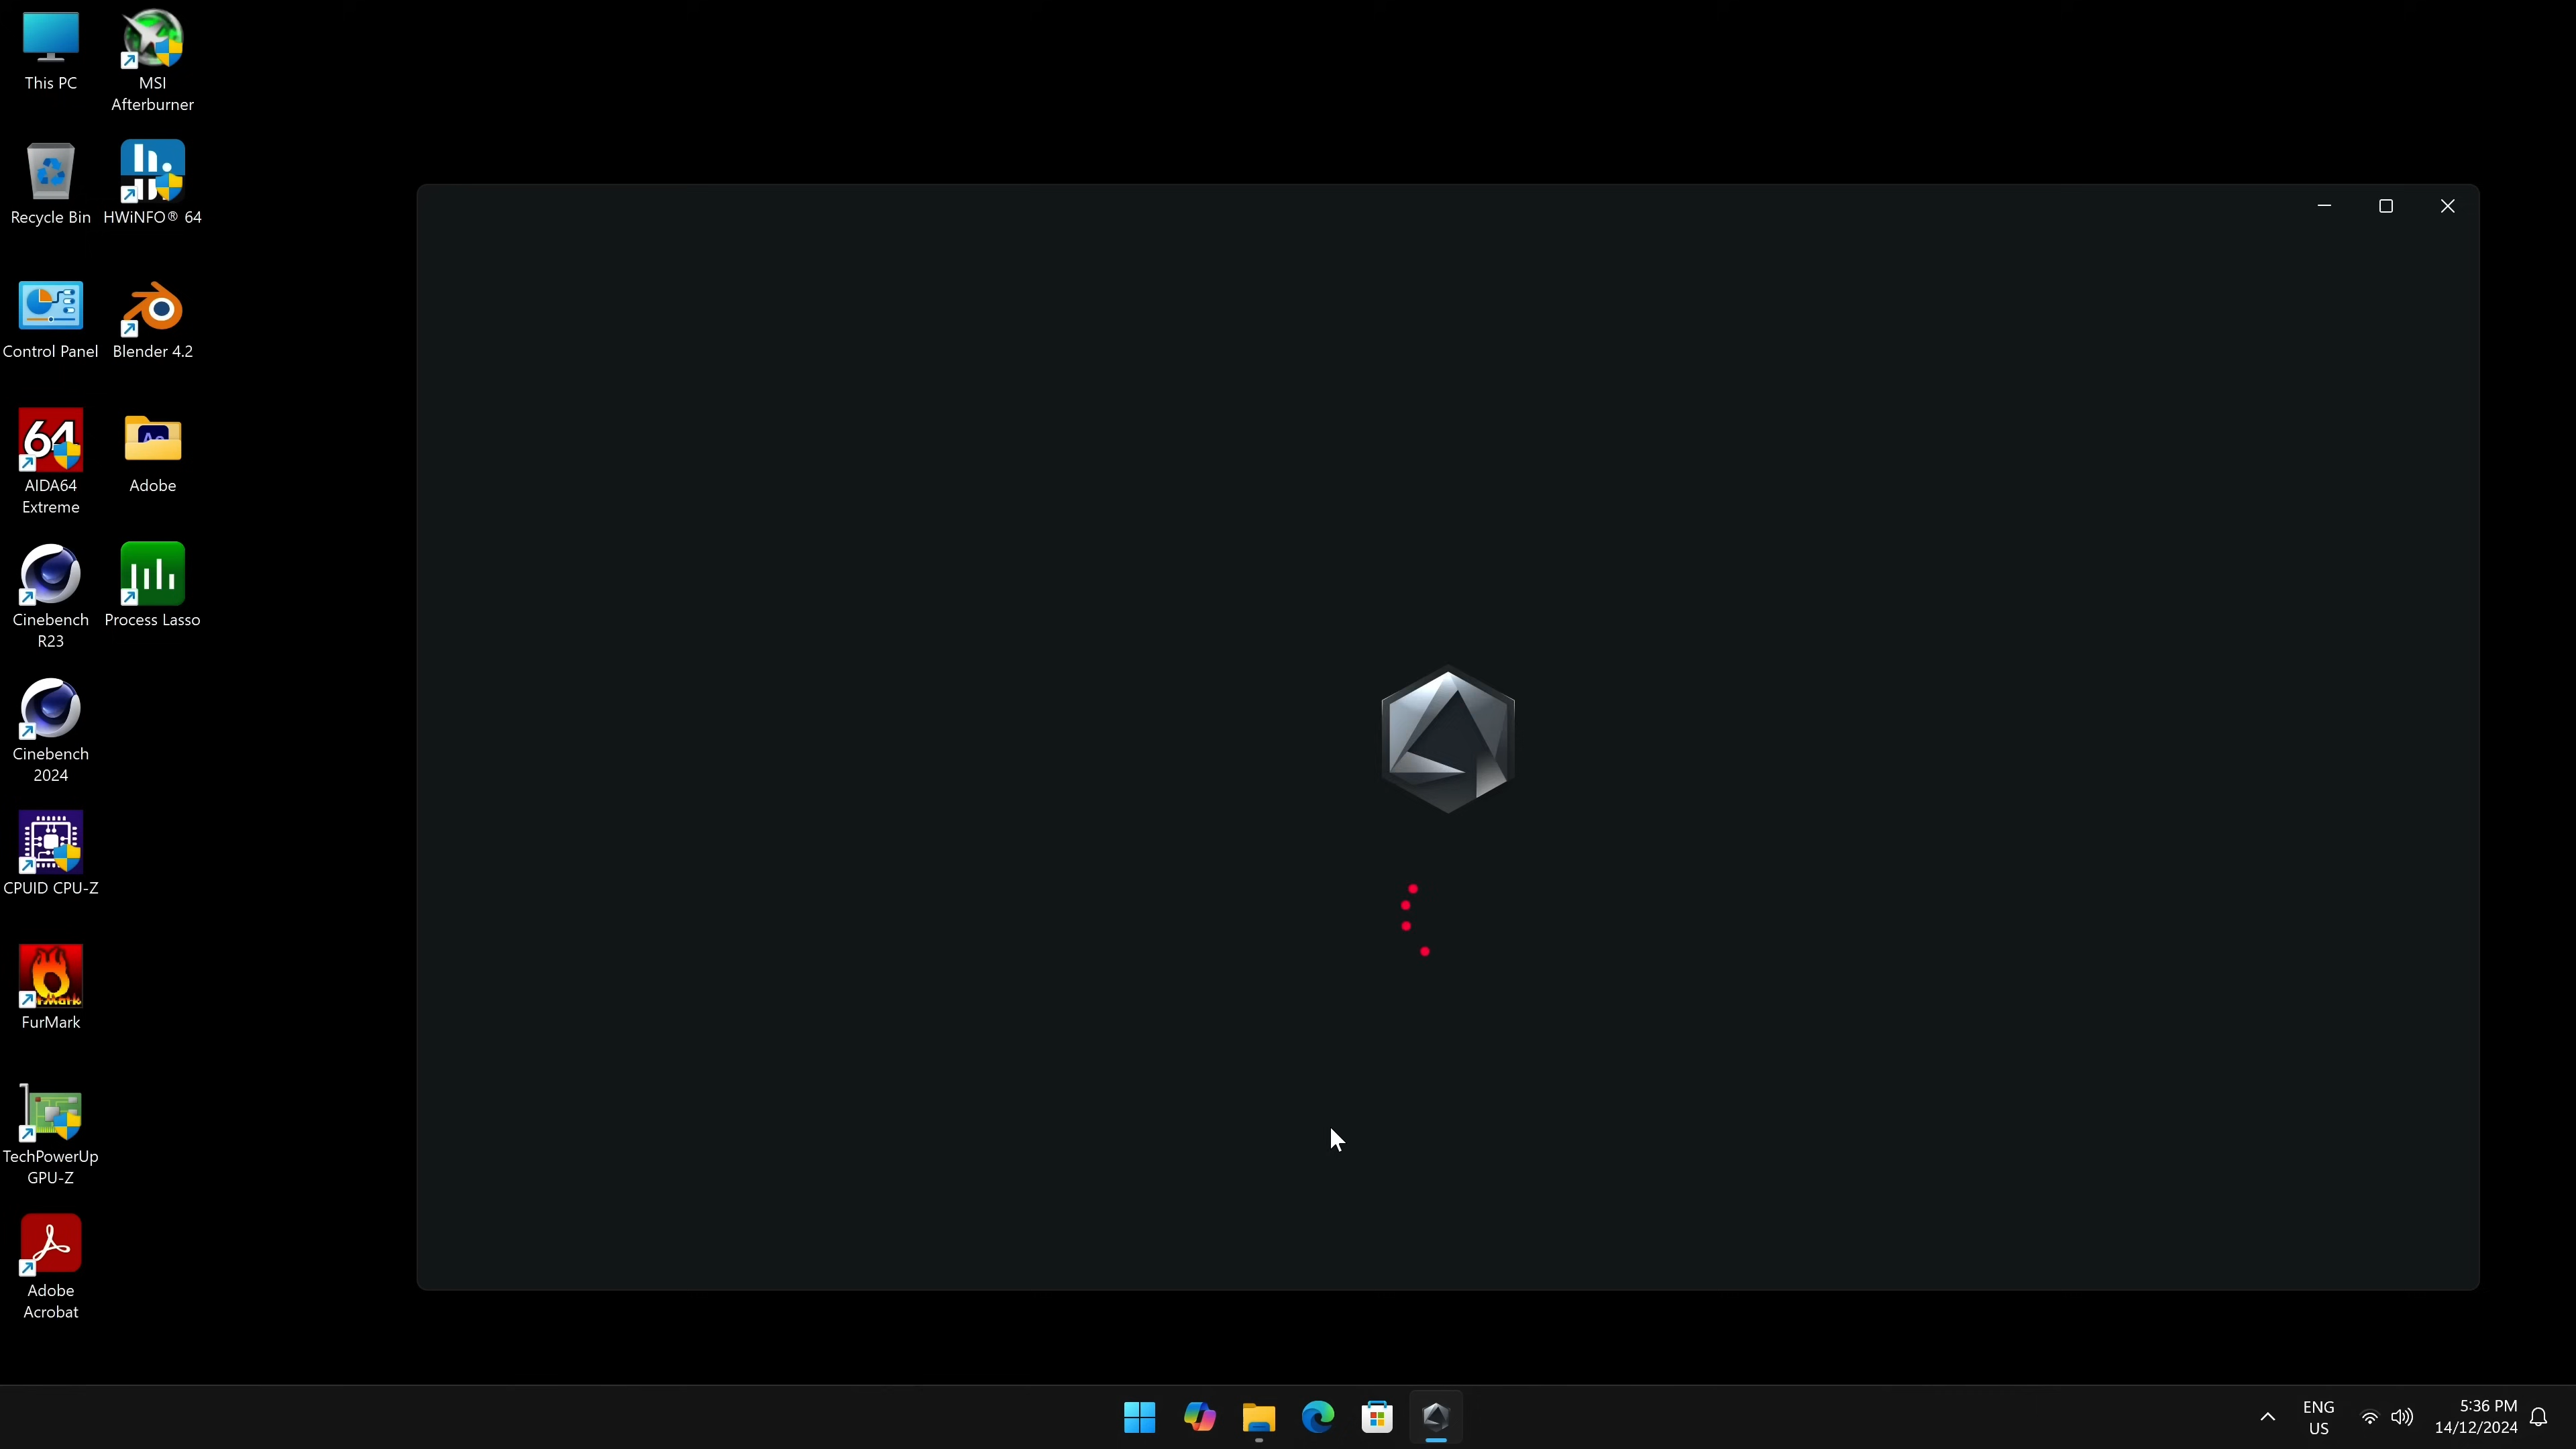 This PC
MSI
Afterburner
Recycle Bin
HWiNFO® 64
Control Panel
Blender 4.2
64
AIDA64
Extreme
Adobe
Cinebench
R23
Process Lasso
Cinebench
2024
CPUID CPU-Z
FurMark
TechPowerUp
GPU-Z
Adobe
Acrobat
ENG
US
5:36 PM
14/12/2024